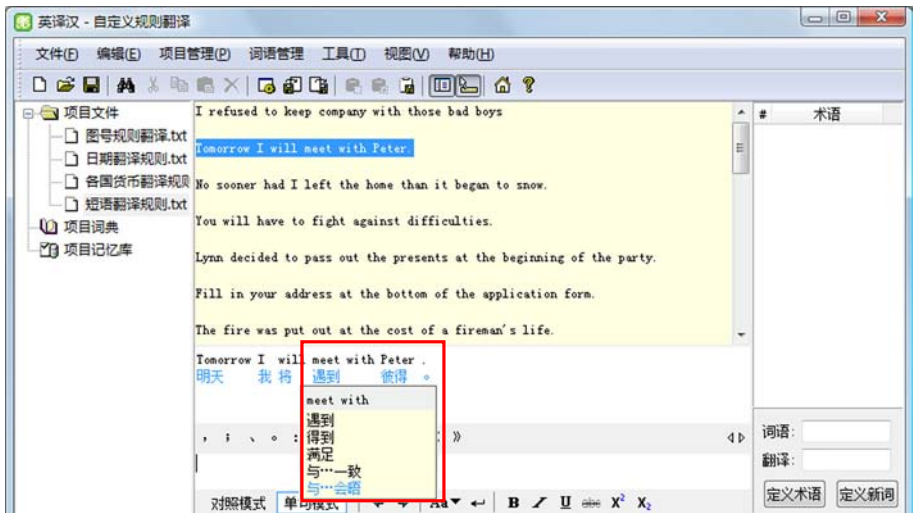 英译汉 - 自定义规则翻译
文件(F) 编辑(E) 项目管理(P) 词语管理 工具(T) 视图(V) 帮助(H)
项目文件
图号规则翻译.txt
日期翻译规则.txt
各国货币翻译规则
短语翻译规则.txt
项目词典
项目记忆库
I refused to keep company with those bad boys
Tomorrow I will meet with Peter.
No sooner had I left the home than it began to snow.
You will have to fight against difficulties.
Lynn decided to pass out the presents at the beginning of the party.
Fill in your address at the bottom of the application form.
The fire was put out at the cost of a fireman's life.
Tomorrow I will meet with Peter .
明天 我 将 遇到 彼得 。
meet with
遇到
得到
满足
与…一致
与…会晤
, ; 、 。 : 》
对照模式 单句模式 Aa B I U abc X² X₂
# 术语
词语:
翻译:
定义术语 定义新词